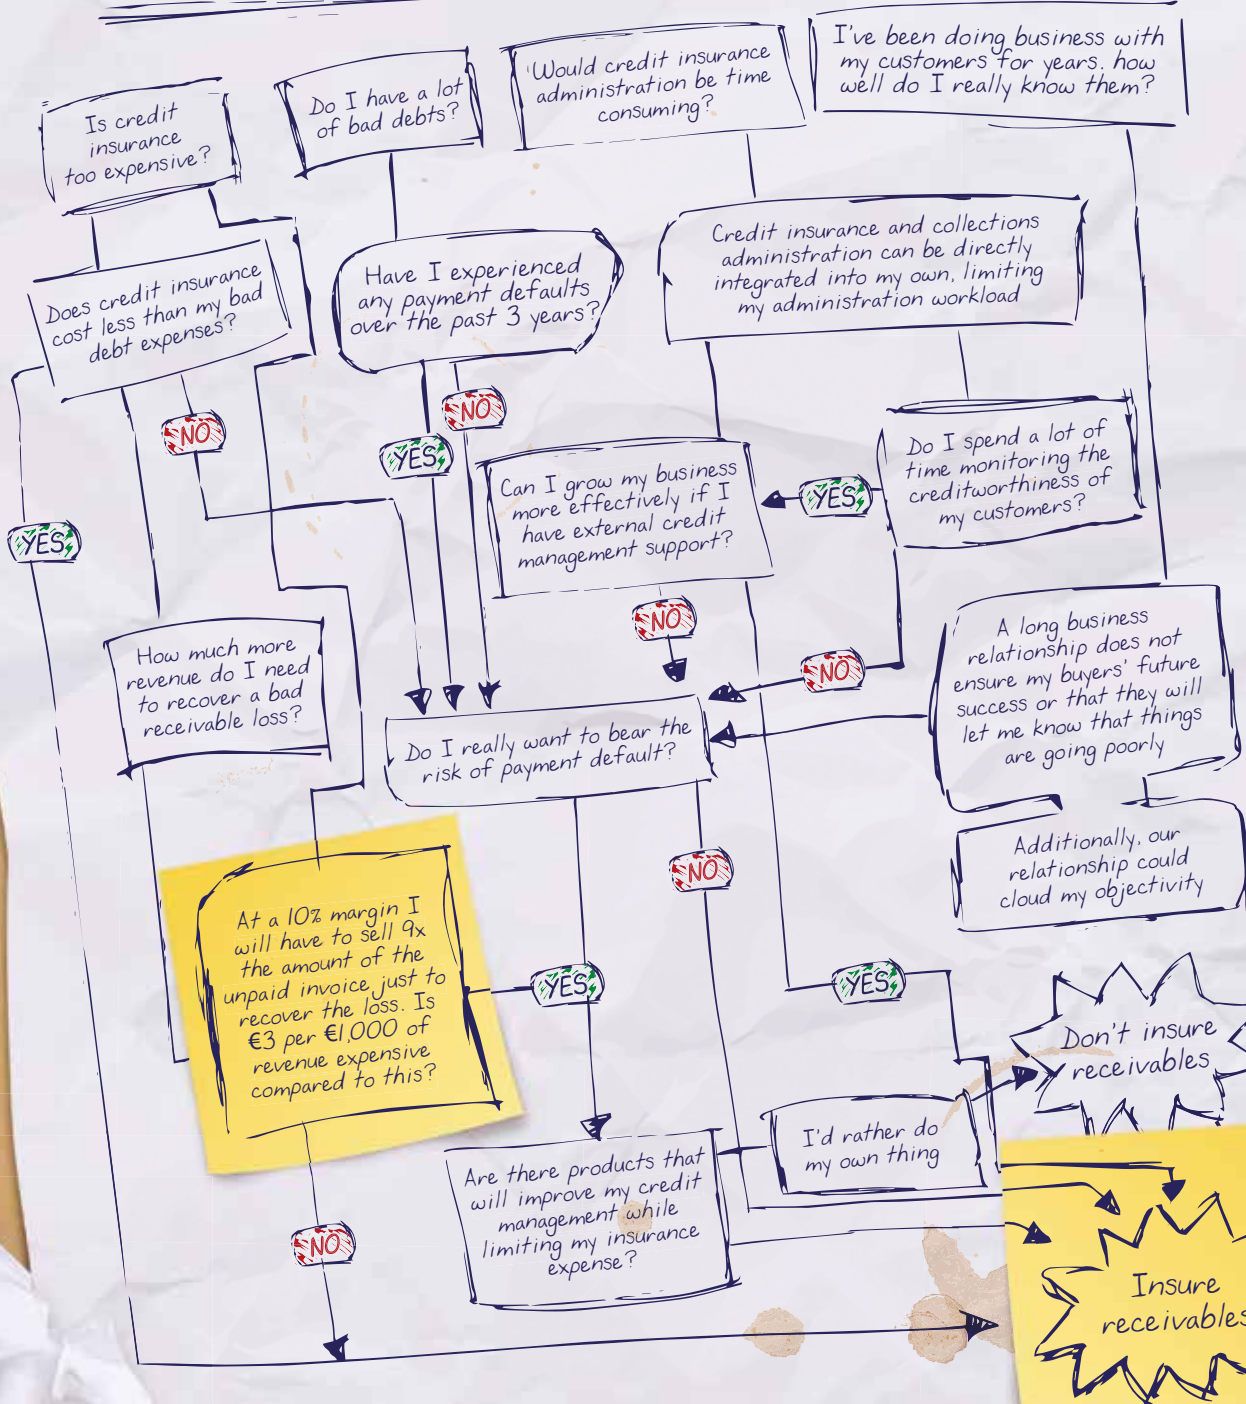 Is credit
insurance
too expensive?
Do I have a lot
of bad debts?
Would credit insurance
administration be time
consuming?
I've been doing business with
my customers for years. how
well do I really know them?
Does credit insurance
cost less than my bad
debt expenses?
Have I experienced
any payment defaults
over the past 3 years?
Credit insurance and collections
administration can be directly
integrated into my own, limiting
my administration workload
NO
NO
YES
YES
Can I grow my business
more effectively if I
have external credit
management support?
YES
Do I spend a lot of
time monitoring the
creditworthiness of
my customers?
NO
NO
How much more
revenue do I need
to recover a bad
receivable loss?
Do I really want to bear the
risk of payment default?
A long business
relationship does not
ensure my buyers' future
success or that they will
let me know that things
are going poorly
Additionally, our
relationship could
cloud my objectivity
NO
At a 10% margin I
will have to sell 9x
the amount of the
unpaid invoice just to
recover the loss. Is
€3 per €1,000 of
revenue expensive
compared to this?
YES
YES
Don't insure
receivables
I'd rather do
my own thing
Are there products that
will improve my credit
management while
limiting my insurance
expense?
NO
Insure
receivables